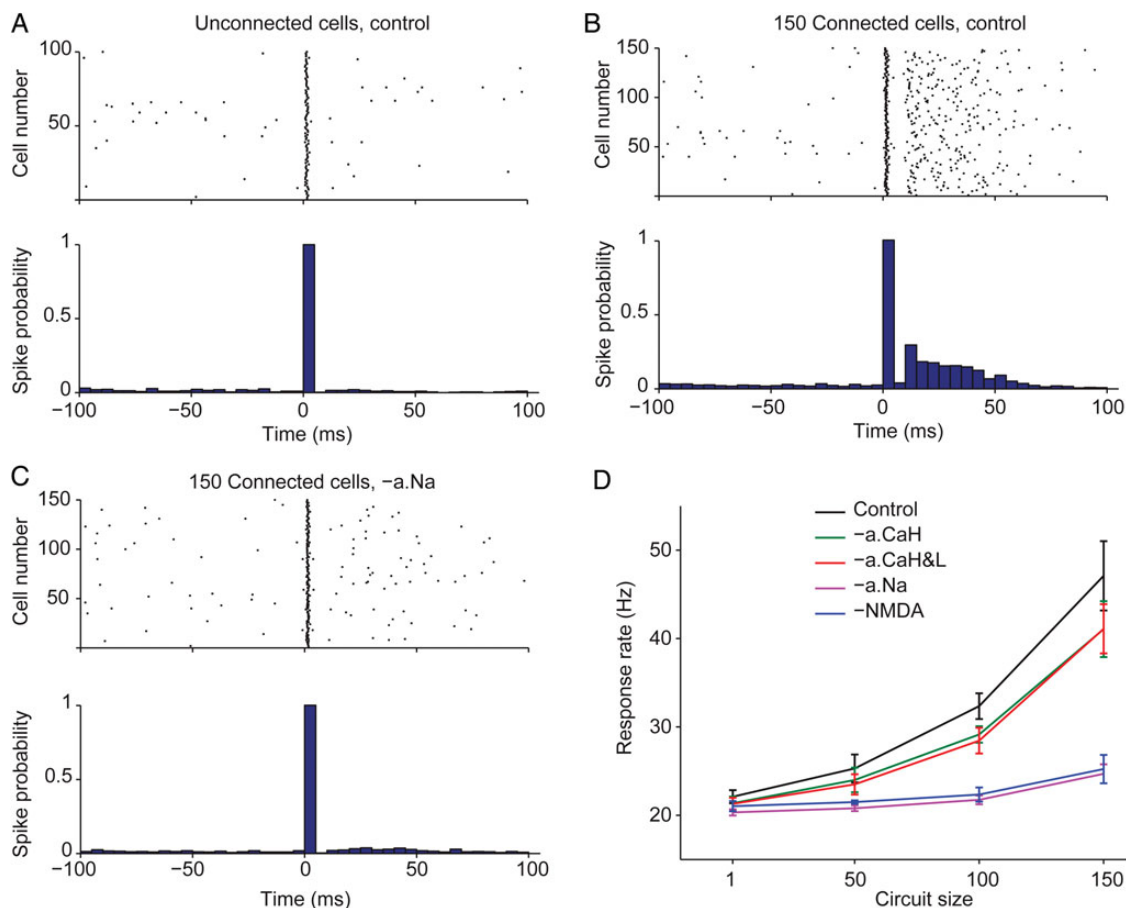 A
Unconnected cells, control
100
50
Cell number
1
0.5
0
Spike probability
−100 −50 0 50 100
Time (ms)
B
150 Connected cells, control
150
100
50
Cell number
1
0.5
0
Spike probability
−100 −50 0 50 100
Time (ms)
C
150 Connected cells, −a.Na
150
100
50
Cell number
1
0.5
0
Spike probability
−100 −50 0 50 100
Time (ms)
D
Control
−a.CaH
−a.CaH&L
−a.Na
−NMDA
50
40
30
20
Response rate (Hz)
1 50 100 150
Circuit size